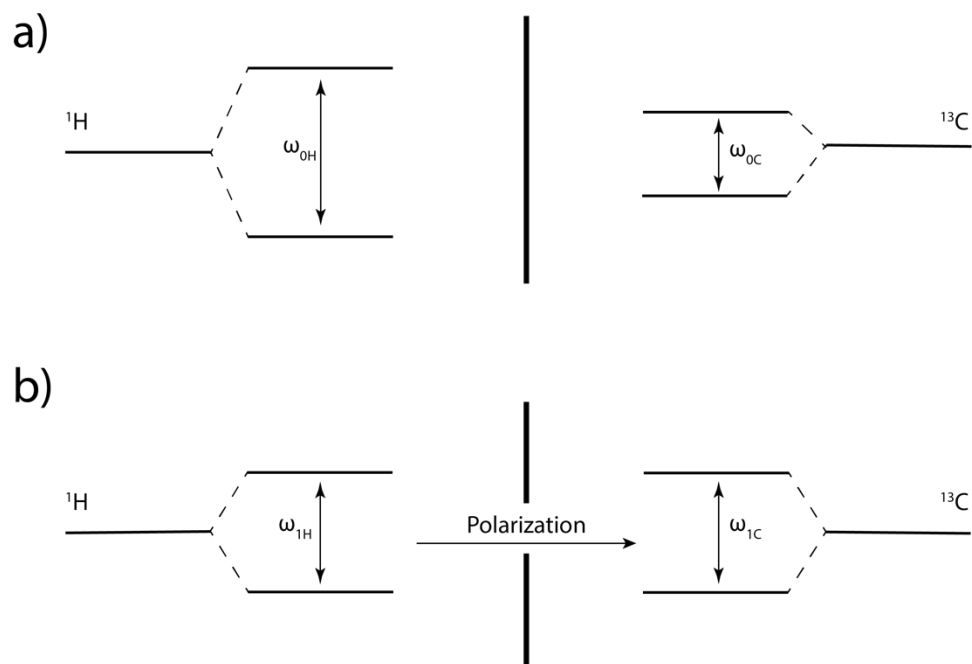 a)
¹H
ω0H
ω0C
¹³C
b)
¹H
ω1H
Polarization
ω1C
¹³C